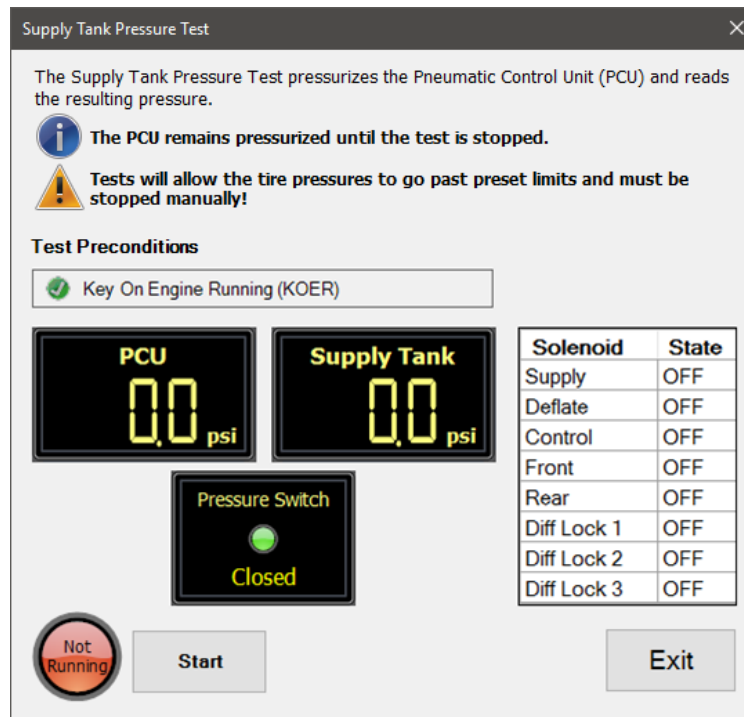 Supply Tank Pressure Test
The Supply Tank Pressure Test pressurizes the Pneumatic Control Unit (PCU) and reads
the resulting pressure.
The PCU remains pressurized until the test is stopped.
Tests will allow the tire pressures to go past preset limits and must be
stopped manually!
Test Preconditions
Key On Engine Running (KOER)
PCU
0.0 psi
Supply Tank
0.0 psi
Pressure Switch
Closed
Solenoid State
Supply OFF
Deflate OFF
Control OFF
Front OFF
Rear OFF
Diff Lock 1 OFF
Diff Lock 2 OFF
Diff Lock 3 OFF
Not
Running
Start
Exit